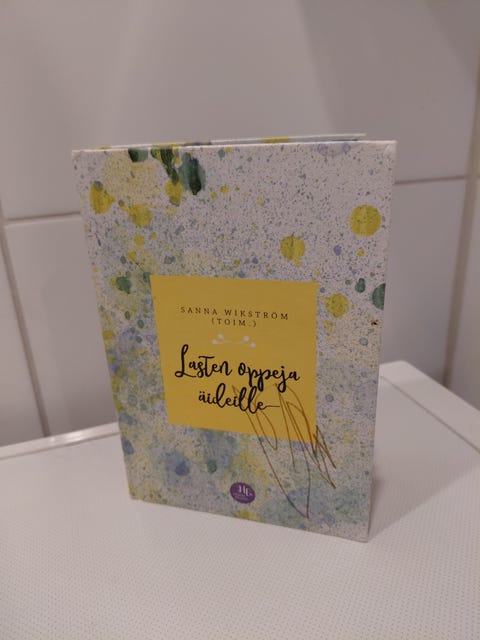 SANNA WIKSTRÖM
(TOIM.)
Lasten oppeja
äideille